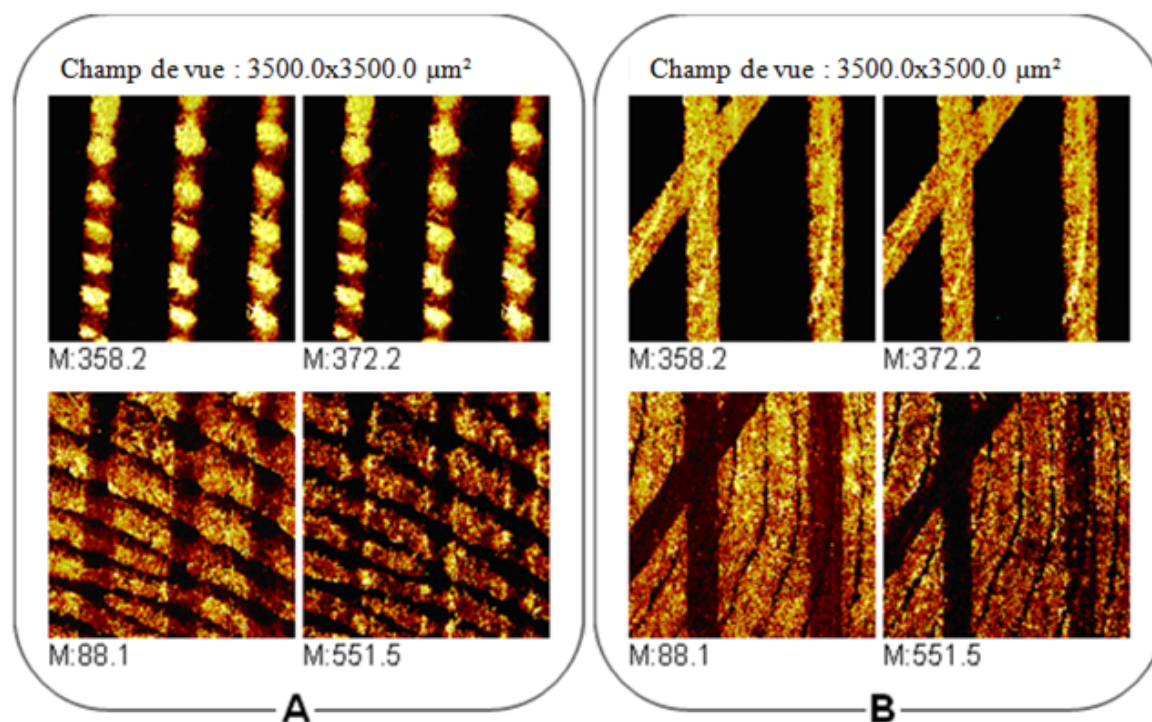 Champ de vue : 3500.0x3500.0 µm²
M:358.2 M:372.2
M:88.1 M:551.5
A
Champ de vue : 3500.0x3500.0 µm²
M:358.2 M:372.2
M:88.1 M:551.5
B